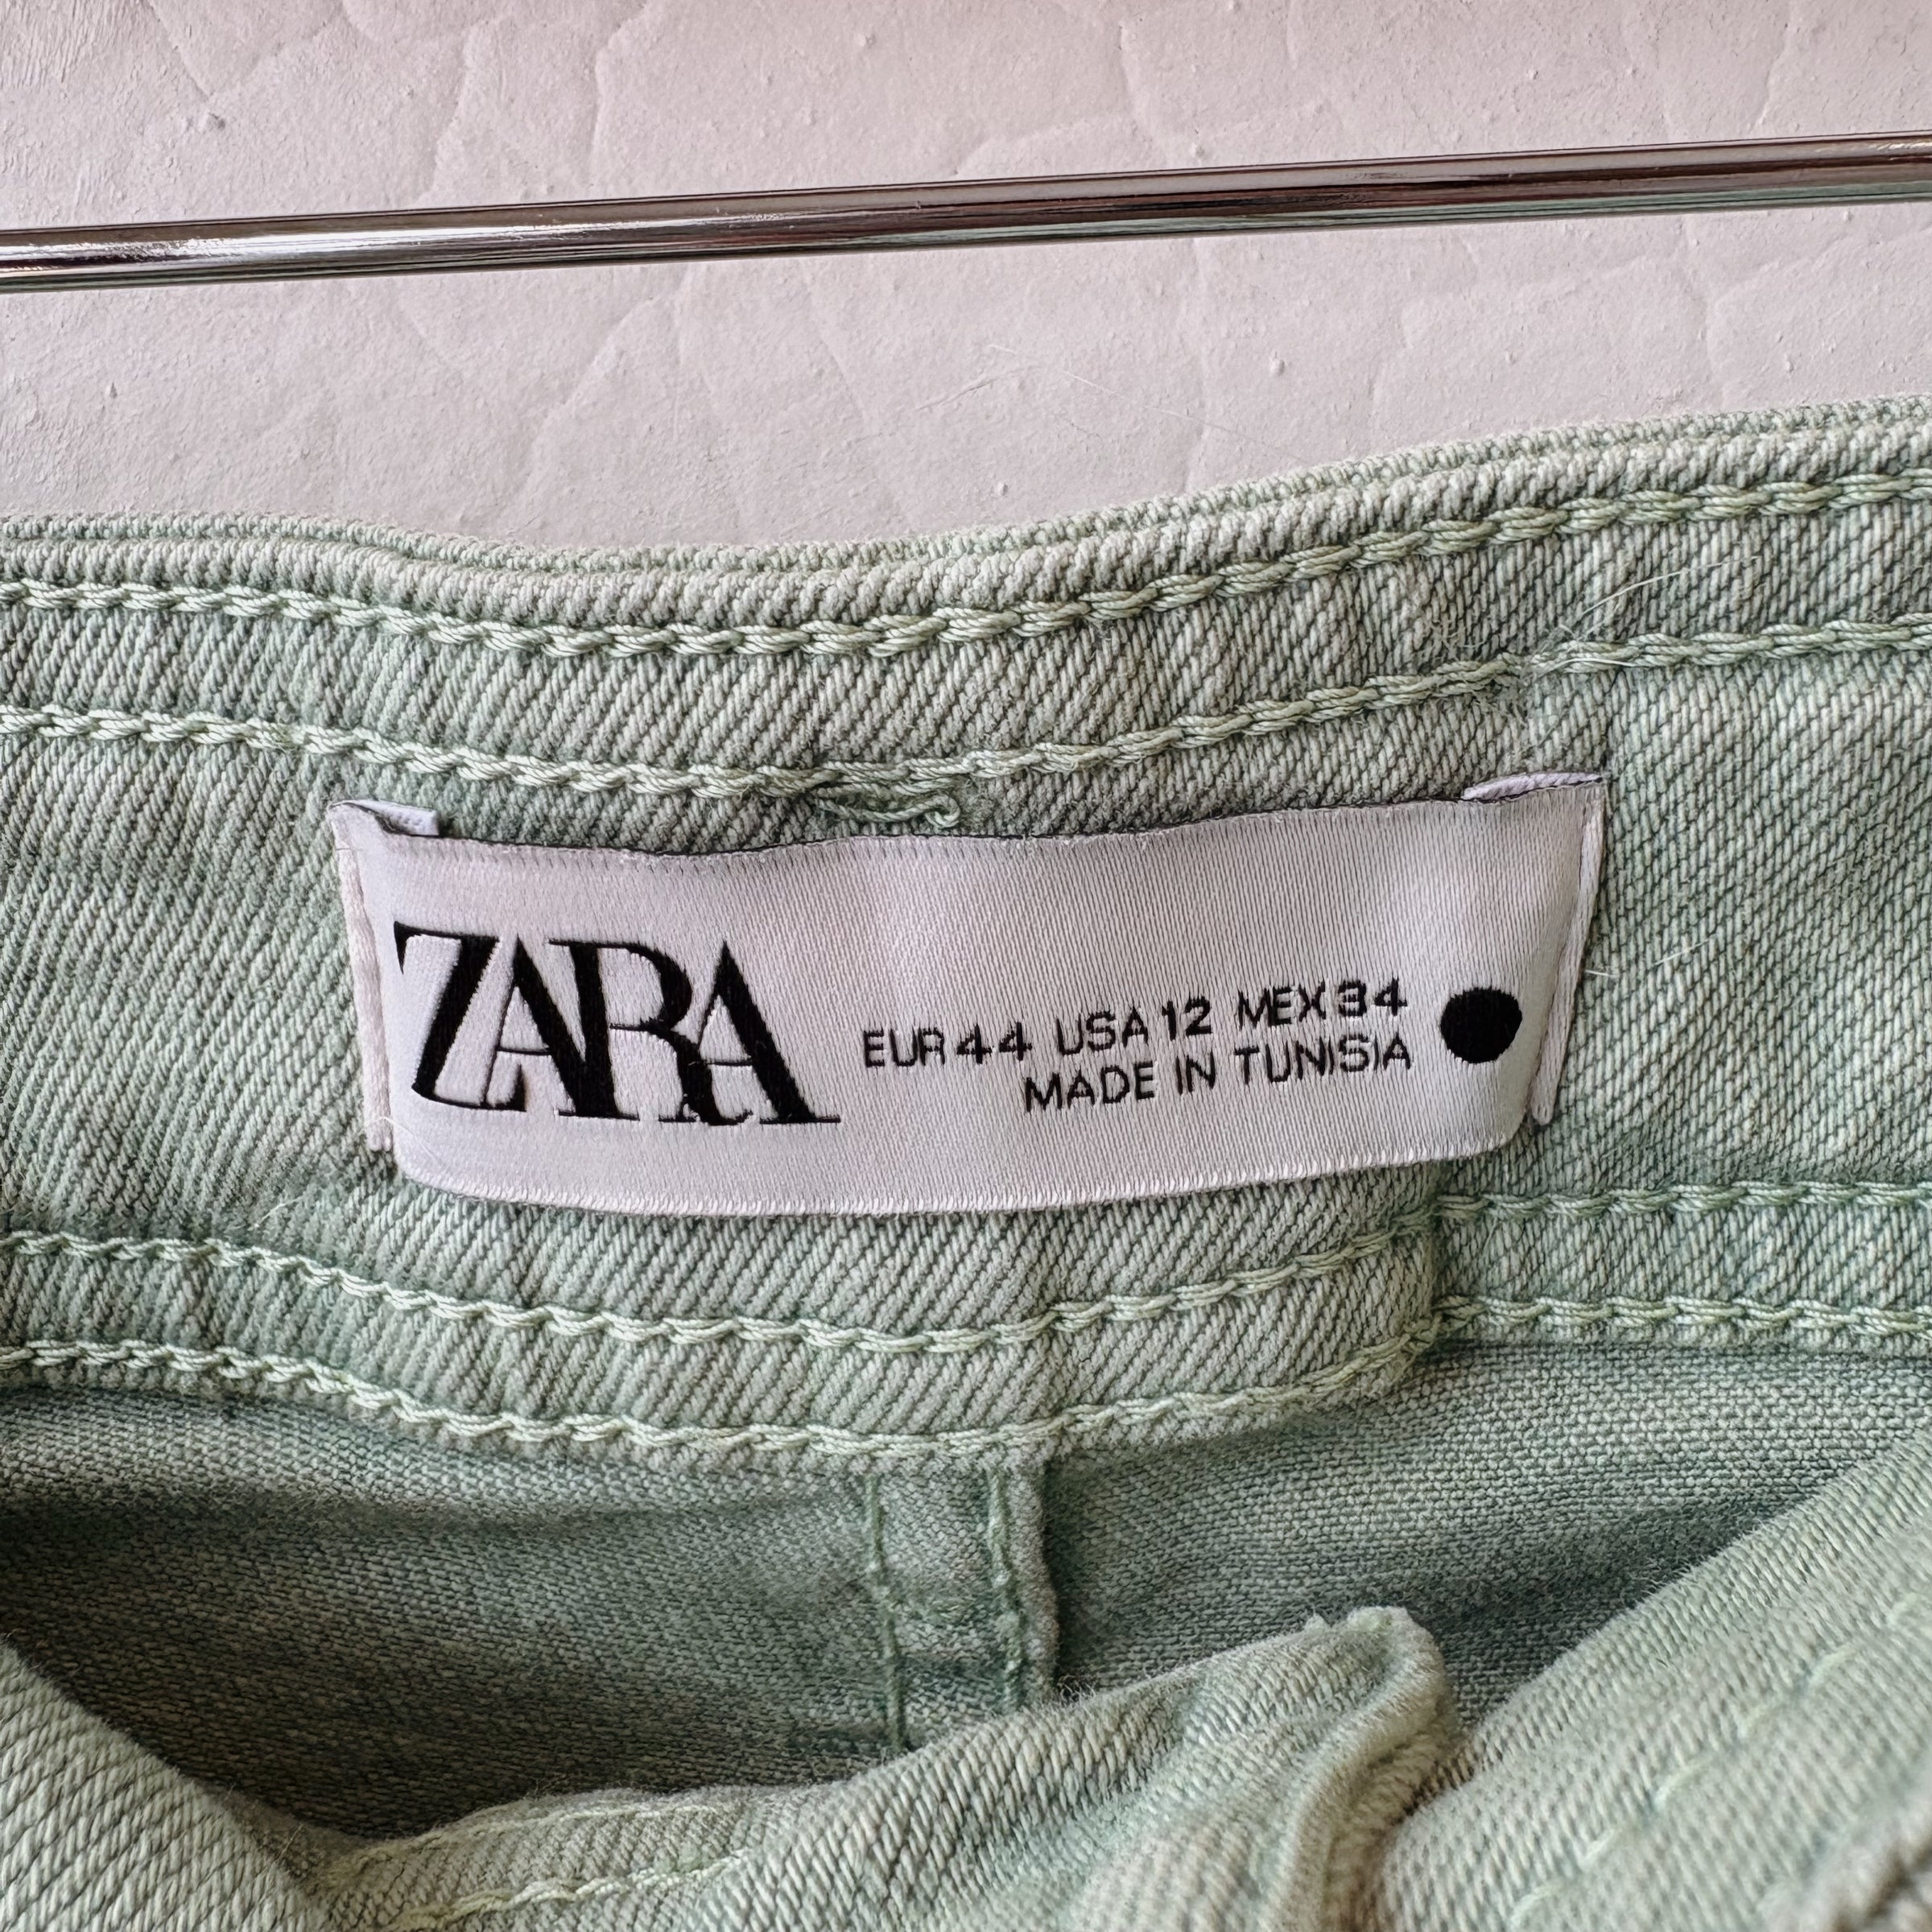 ZARA
EUR 44 USA 12 MEX 34
MADE IN TUNISIA